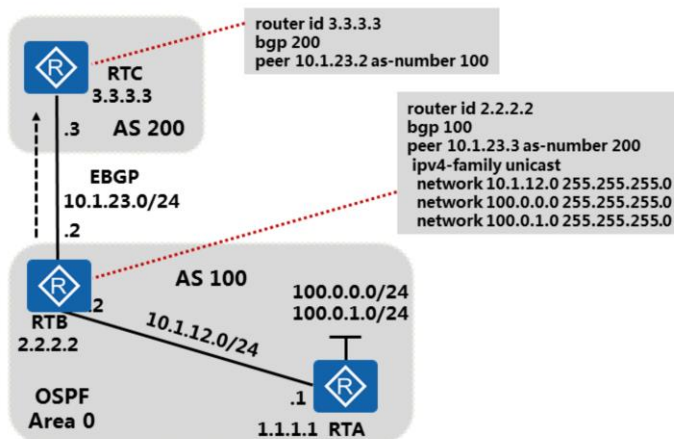 router id 3.3.3.3
bgp 200
peer 10.1.23.2 as-number 100
R
RTC
3.3.3.3
.3
AS 200
router id 2.2.2.2
bgp 100
peer 10.1.23.3 as-number 200
ipv4-family unicast
network 10.1.12.0 255.255.255.0
network 100.0.0.0 255.255.255.0
network 100.0.1.0 255.255.255.0
EBGP
10.1.23.0/24
.2
AS 100
R
.2
RTB
2.2.2.2
10.1.12.0/24
100.0.0.0/24
100.0.1.0/24
R
.1
OSPF
Area 0
1.1.1.1 RTA